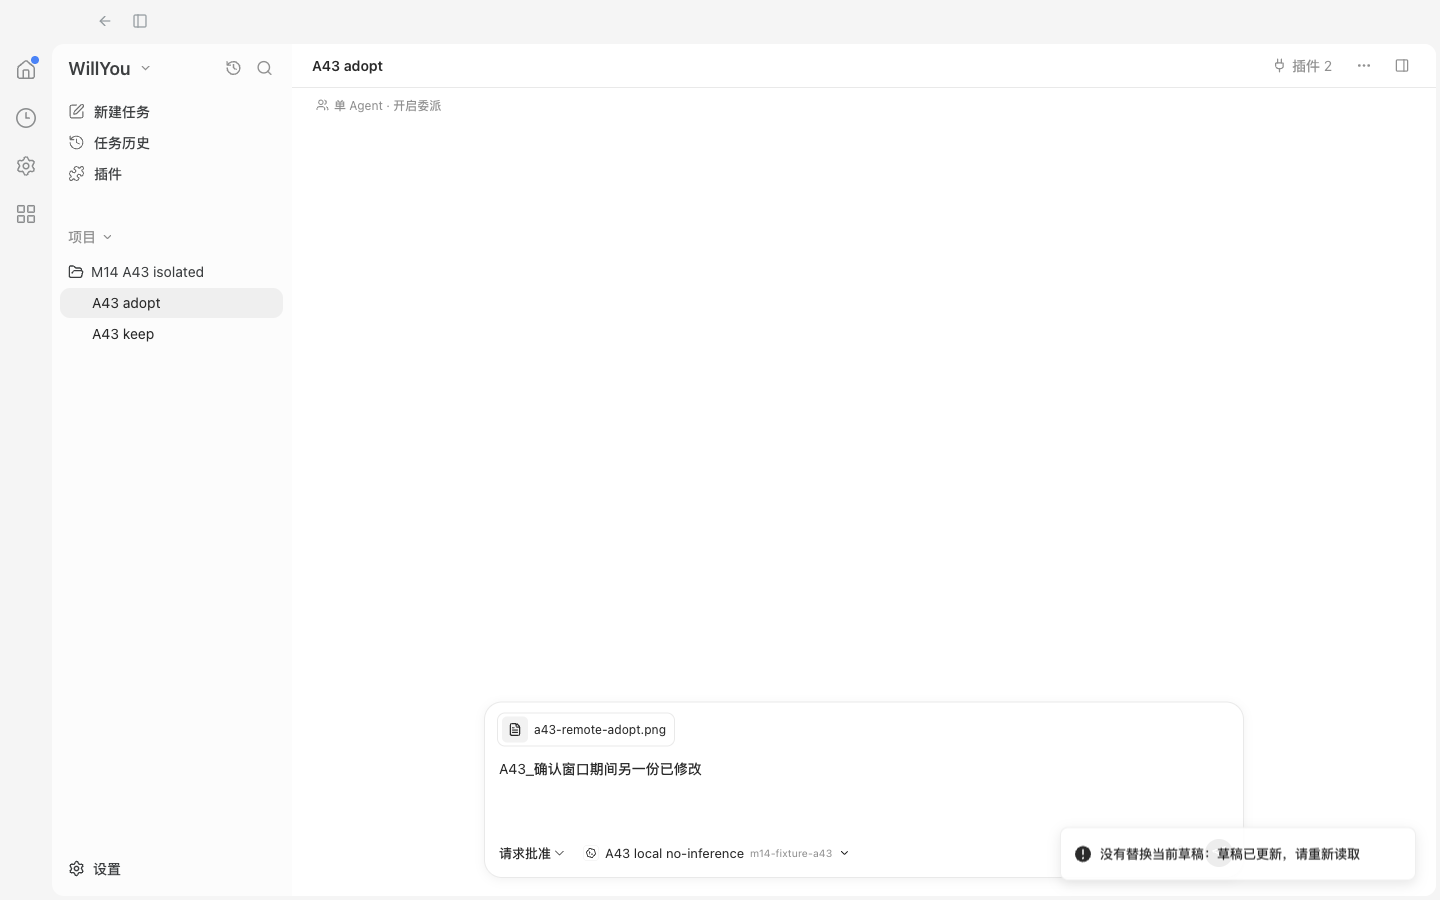 WillYou
新建任务
任务历史
插件
项目
M14 A43 isolated
A43 adopt
A43 keep
设置
A43 adopt
插件 2
单 Agent · 开启委派
a43-remote-adopt.png
A43_确认窗口期间另一份已修改
请求批准
A43 local no-inference m14-fixture-a43
没有替换当前草稿：草稿已更新，请重新读取